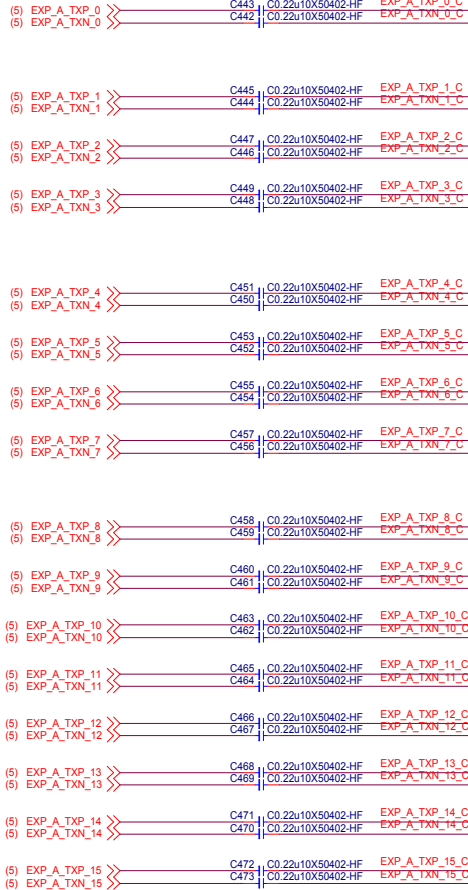 (5) EXP_A_TXP_0 C443 C0.22u10X50402-HF EXP_A_TXP_0_C
(5) EXP_A_TXN_0 C442 C0.22u10X50402-HF EXP_A_TXN_0_C
(5) EXP_A_TXP_1 C445 C0.22u10X50402-HF EXP_A_TXP_1_C
(5) EXP_A_TXN_1 C444 C0.22u10X50402-HF EXP_A_TXN_1_C
(5) EXP_A_TXP_2 C447 C0.22u10X50402-HF EXP_A_TXP_2_C
(5) EXP_A_TXN_2 C446 C0.22u10X50402-HF EXP_A_TXN_2_C
(5) EXP_A_TXP_3 C449 C0.22u10X50402-HF EXP_A_TXP_3_C
(5) EXP_A_TXN_3 C448 C0.22u10X50402-HF EXP_A_TXN_3_C
(5) EXP_A_TXP_4 C451 C0.22u10X50402-HF EXP_A_TXP_4_C
(5) EXP_A_TXN_4 C450 C0.22u10X50402-HF EXP_A_TXN_4_C
(5) EXP_A_TXP_5 C453 C0.22u10X50402-HF EXP_A_TXP_5_C
(5) EXP_A_TXN_5 C452 C0.22u10X50402-HF EXP_A_TXN_5_C
(5) EXP_A_TXP_6 C455 C0.22u10X50402-HF EXP_A_TXP_6_C
(5) EXP_A_TXN_6 C454 C0.22u10X50402-HF EXP_A_TXN_6_C
(5) EXP_A_TXP_7 C457 C0.22u10X50402-HF EXP_A_TXP_7_C
(5) EXP_A_TXN_7 C456 C0.22u10X50402-HF EXP_A_TXN_7_C
(5) EXP_A_TXP_8 C458 C0.22u10X50402-HF EXP_A_TXP_8_C
(5) EXP_A_TXN_8 C459 C0.22u10X50402-HF EXP_A_TXN_8_C
(5) EXP_A_TXP_9 C460 C0.22u10X50402-HF EXP_A_TXP_9_C
(5) EXP_A_TXN_9 C461 C0.22u10X50402-HF EXP_A_TXN_9_C
(5) EXP_A_TXP_10 C463 C0.22u10X50402-HF EXP_A_TXP_10_C
(5) EXP_A_TXN_10 C462 C0.22u10X50402-HF EXP_A_TXN_10_C
(5) EXP_A_TXP_11 C465 C0.22u10X50402-HF EXP_A_TXP_11_C
(5) EXP_A_TXN_11 C464 C0.22u10X50402-HF EXP_A_TXN_11_C
(5) EXP_A_TXP_12 C466 C0.22u10X50402-HF EXP_A_TXP_12_C
(5) EXP_A_TXN_12 C467 C0.22u10X50402-HF EXP_A_TXN_12_C
(5) EXP_A_TXP_13 C468 C0.22u10X50402-HF EXP_A_TXP_13_C
(5) EXP_A_TXN_13 C469 C0.22u10X50402-HF EXP_A_TXN_13_C
(5) EXP_A_TXP_14 C471 C0.22u10X50402-HF EXP_A_TXP_14_C
(5) EXP_A_TXN_14 C470 C0.22u10X50402-HF EXP_A_TXN_14_C
(5) EXP_A_TXP_15 C472 C0.22u10X50402-HF EXP_A_TXP_15_C
(5) EXP_A_TXN_15 C473 C0.22u10X50402-HF EXP_A_TXN_15_C